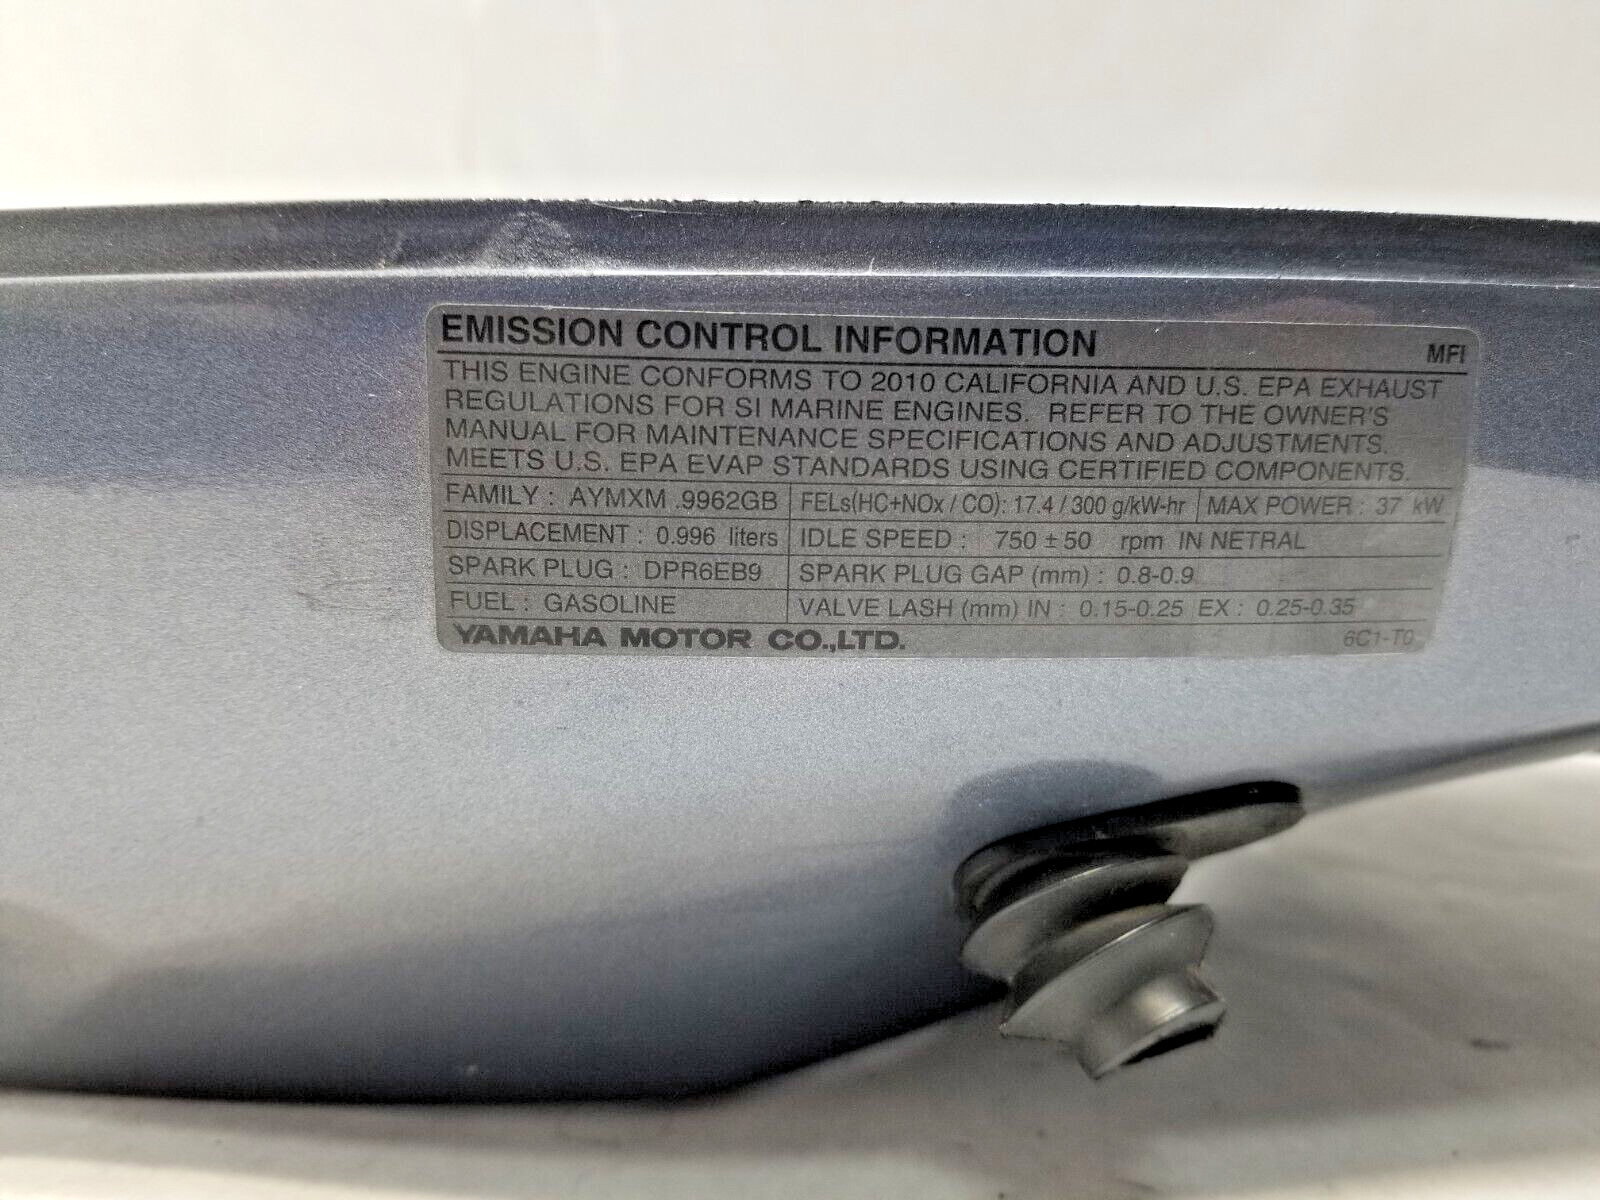 EMISSION CONTROL INFORMATION MFI
THIS ENGINE CONFORMS TO 2010 CALIFORNIA AND U.S. EPA EXHAUST
REGULATIONS FOR SI MARINE ENGINES. REFER TO THE OWNER'S
MANUAL FOR MAINTENANCE SPECIFICATIONS AND ADJUSTMENTS.
MEETS U.S. EPA EVAP STANDARDS USING CERTIFIED COMPONENTS.
FAMILY : AYMXM .9962GB FELs(HC+NOx / CO): 17.4 / 300 g/kW-hr MAX POWER : 37 kW
DISPLACEMENT : 0.996 liters IDLE SPEED : 750 ± 50 rpm IN NETRAL
SPARK PLUG : DPR6EB9 SPARK PLUG GAP (mm) : 0.8-0.9
FUEL : GASOLINE VALVE LASH (mm) IN : 0.15-0.25 EX : 0.25-0.35
YAMAHA MOTOR CO.,LTD. 6C1-T0